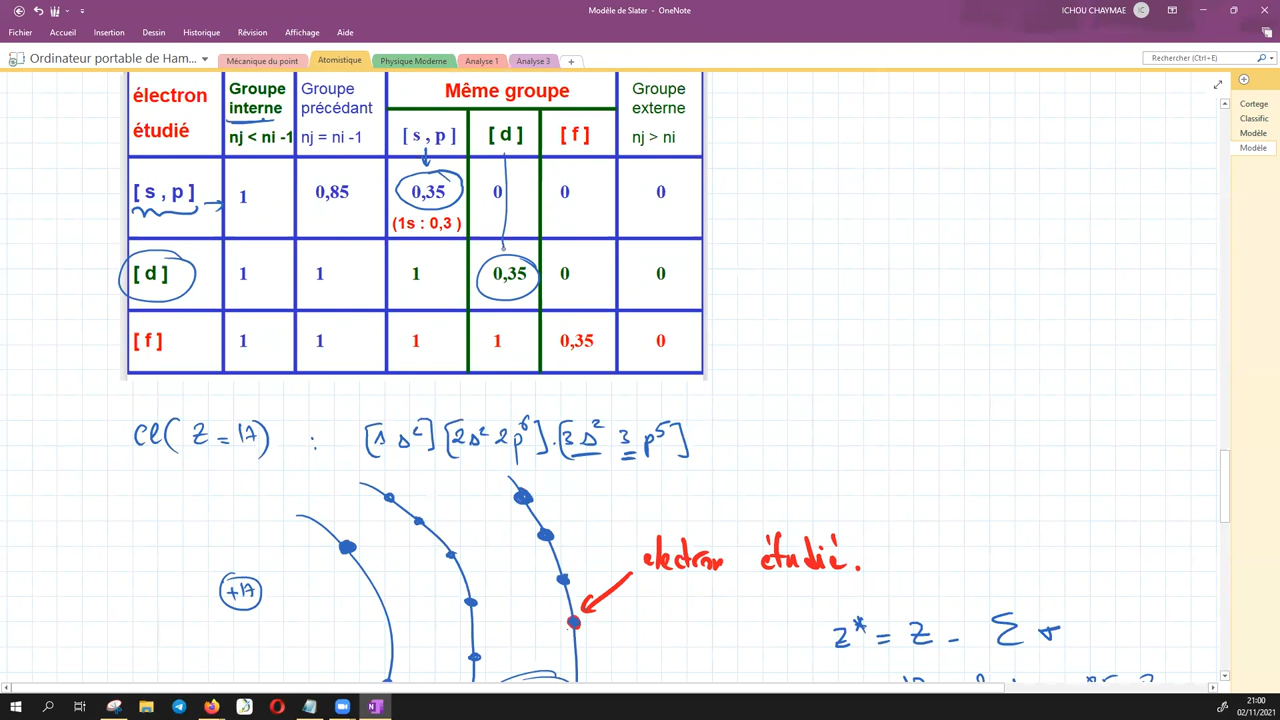 Modèle de Slater - OneNote
ICHOU CHAYMAE IC
Fichier Accueil Insertion Dessin Historique Révision Affichage Aide
Ordinateur portable de Ham... Mécanique du point Atomistique Physique Moderne Analyse 1 Analyse 3 +
Rechercher (Ctrl+E)
Cortege
Classific
Modèle
Modèle
électron étudié
Groupe interne
nj < ni -1
Groupe précédant
nj = ni -1
Même groupe
[ s , p ] [ d ] [ f ]
Groupe externe
nj > ni
[ s , p ] 1 0,85 0,35 0 0 0
(1s : 0,3 )
[ d ] 1 1 1 0,35 0 0
[ f ] 1 1 1 1 0,35 0
Cl( Z = 17) : [1s²] [2s² 2p⁶].[3s² 3p⁵]
electron étudié.
+17
Z* = Z - Σ σ
21:00
02/11/2021